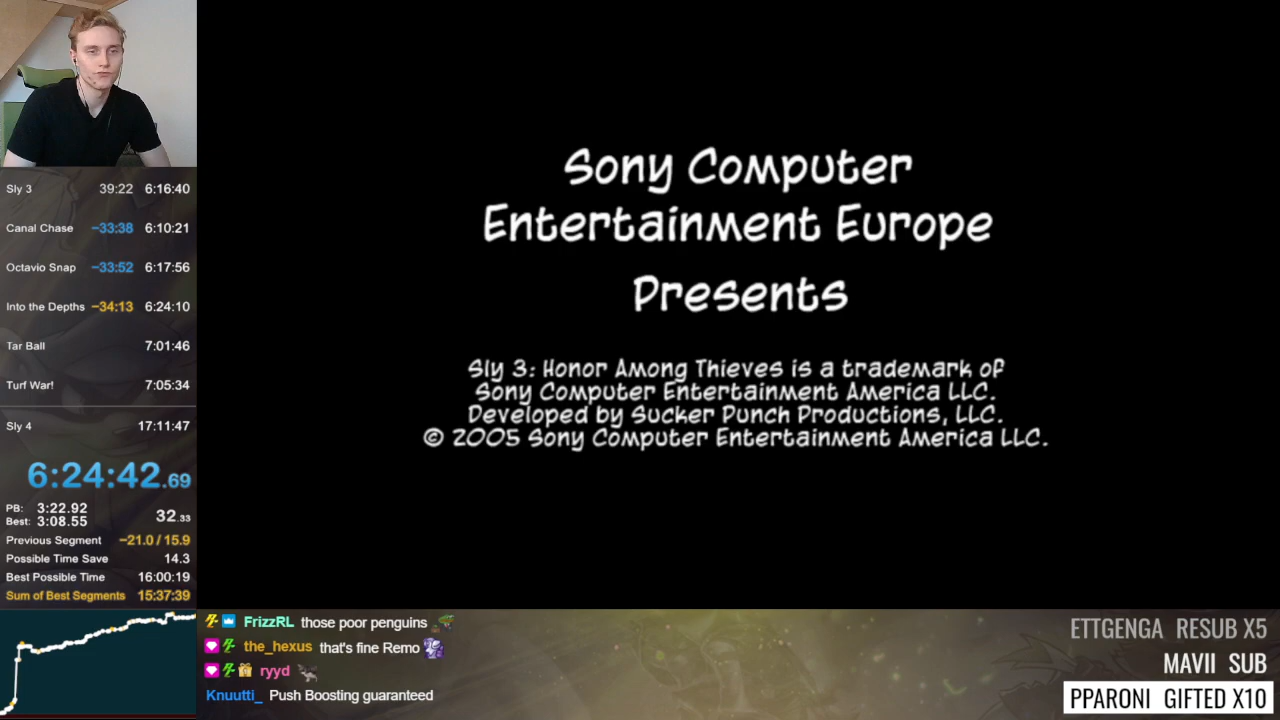 Sony Computer
Entertainment Europe
Presents
Sly 3: Honor Among Thieves is a trademark of
Sony Computer Entertainment America LLC.
Developed by Sucker Punch Productions, LLC.
© 2005 Sony Computer Entertainment America LLC.
Sly 3 39:22 6:16:40
Canal Chase −33:38 6:10:21
Octavio Snap −33:52 6:17:56
Into the Depths −34:13 6:24:10
Tar Ball 7:01:46
Turf War! 7:05:34
Sly 4 17:11:47
6:24:42.69
PB: 3:22.92
Best: 3:08.55
32.33
Previous Segment −21.0 / 15.9
Possible Time Save 14.3
Best Possible Time 16:00:19
Sum of Best Segments 15:37:39
FrizzRL those poor penguins
the_hexus that's fine Remo
ryyd
Knuutti_ Push Boosting guaranteed
ETTGENGA RESUB X5
MAVII SUB
PPARONI GIFTED X10